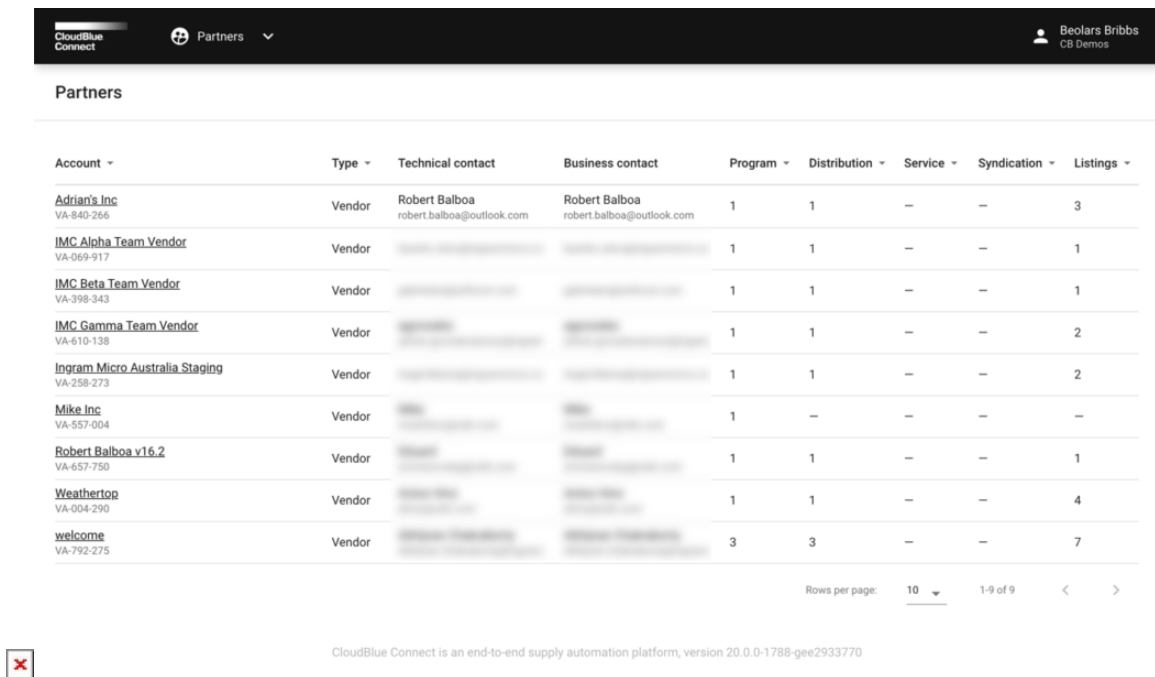 CloudBlue
Connect
Partners
Beolars Bribbs
CB Demos
Partners
Account Type Technical contact Business contact Program Distribution Service Syndication Listings
Adrian's Inc Vendor Robert Balboa Robert Balboa 1 1 – – 3
VA-840-266 robert.balboa@outlook.com robert.balboa@outlook.com
IMC Alpha Team Vendor Vendor 1 1 – – 1
VA-069-917
IMC Beta Team Vendor Vendor 1 1 – – 1
VA-398-343
IMC Gamma Team Vendor Vendor 1 1 – – 2
VA-610-138
Ingram Micro Australia Staging Vendor 1 1 – – 2
VA-258-273
Mike Inc Vendor 1 – – – –
VA-557-004
Robert Balboa v16.2 Vendor 1 1 – – 1
VA-657-750
Weathertop Vendor 1 1 – – 4
VA-004-290
welcome Vendor 3 3 – – 7
VA-792-275
Rows per page: 10 1-9 of 9
CloudBlue Connect is an end-to-end supply automation platform, version 20.0.0-1788-gee2933770